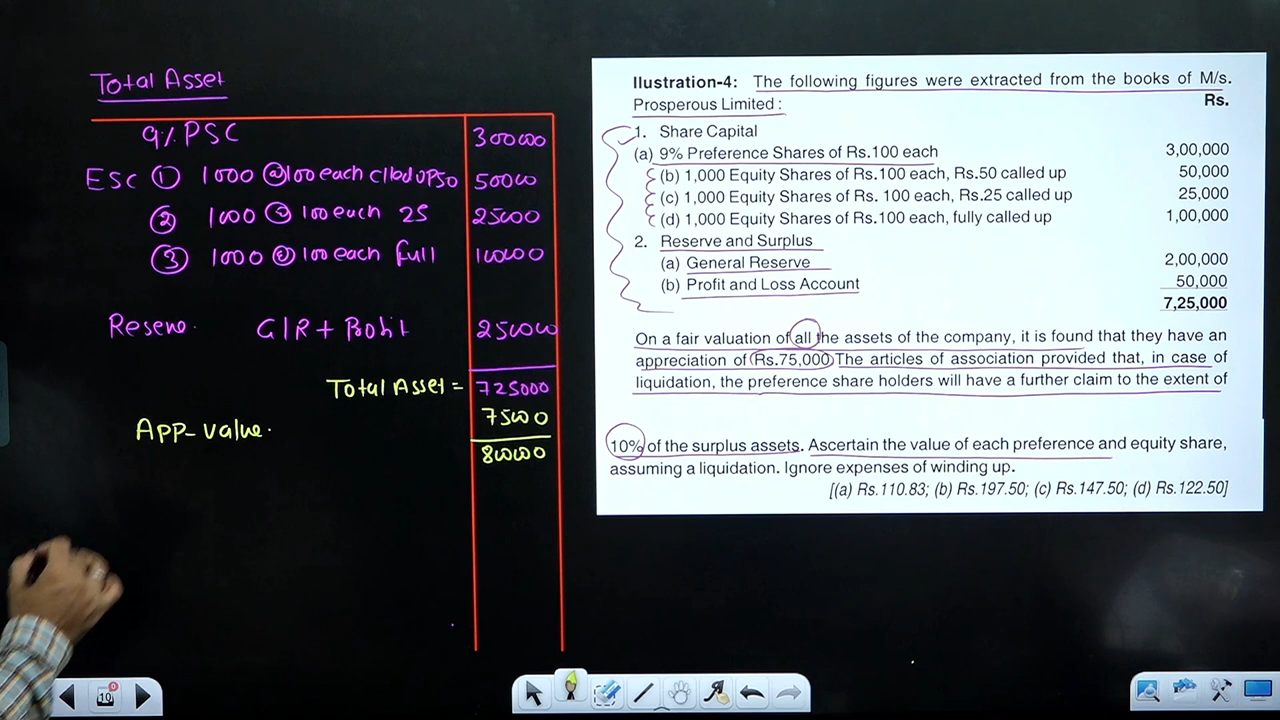 Total Asset
9% PSC 300000
ESC ① 1000 @100 each clled up50 50000
② 1000 @ 100 each 25 25000
③ 1000 @ 100 each full 100000
Reserve. G/R + Profit 250000
Total Asset = 725000
75000
App-value.
800000
Ilustration-4: The following figures were extracted from the books of M/s.
Prosperous Limited : Rs.
1. Share Capital
(a) 9% Preference Shares of Rs.100 each 3,00,000
(b) 1,000 Equity Shares of Rs.100 each, Rs.50 called up 50,000
(c) 1,000 Equity Shares of Rs. 100 each, Rs.25 called up 25,000
(d) 1,000 Equity Shares of Rs.100 each, fully called up 1,00,000
2. Reserve and Surplus
(a) General Reserve 2,00,000
(b) Profit and Loss Account 50,000
7,25,000
On a fair valuation of all the assets of the company, it is found that they have an
appreciation of Rs.75,000 The articles of association provided that, in case of
liquidation, the preference share holders will have a further claim to the extent of
10% of the surplus assets. Ascertain the value of each preference and equity share,
assuming a liquidation. Ignore expenses of winding up.
[(a) Rs.110.83; (b) Rs.197.50; (c) Rs.147.50; (d) Rs.122.50]
10